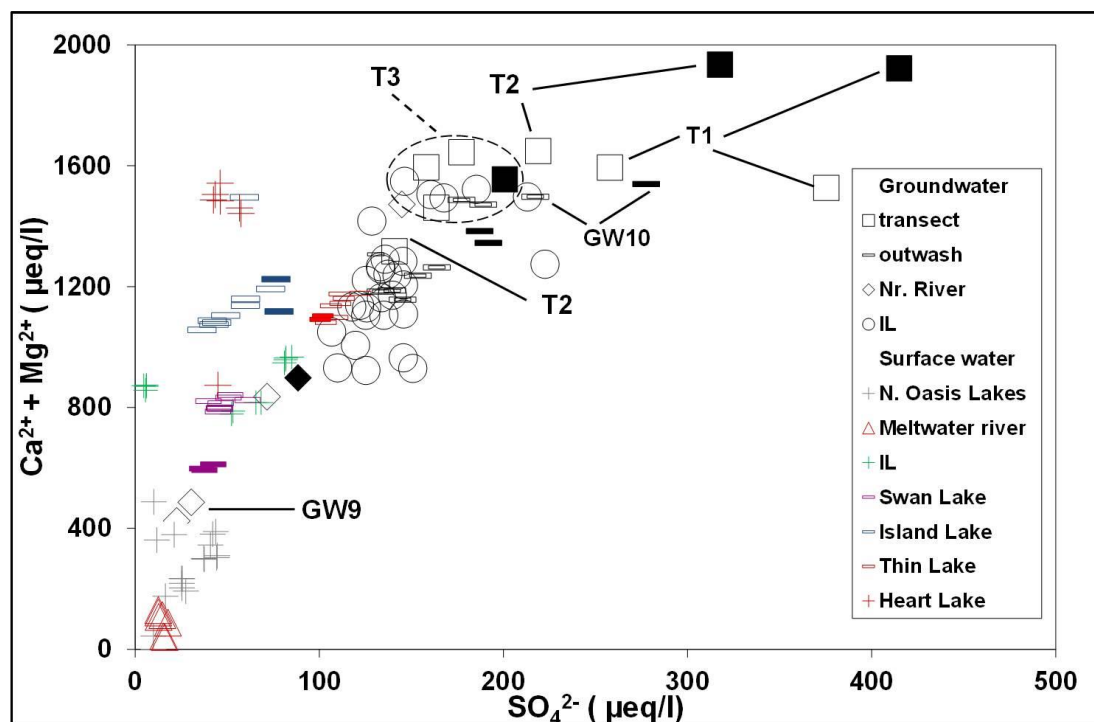 2000
1600
1200
800
400
0
Ca²⁺ + Mg²⁺ ( µeq/l)
T3
T2
T1
GW10
T2
GW9
Groundwater
transect
outwash
Nr. River
IL
Surface water
N. Oasis Lakes
Meltwater river
IL
Swan Lake
Island Lake
Thin Lake
Heart Lake
0 100 200 300 400 500
SO₄²⁻ ( µeq/l)